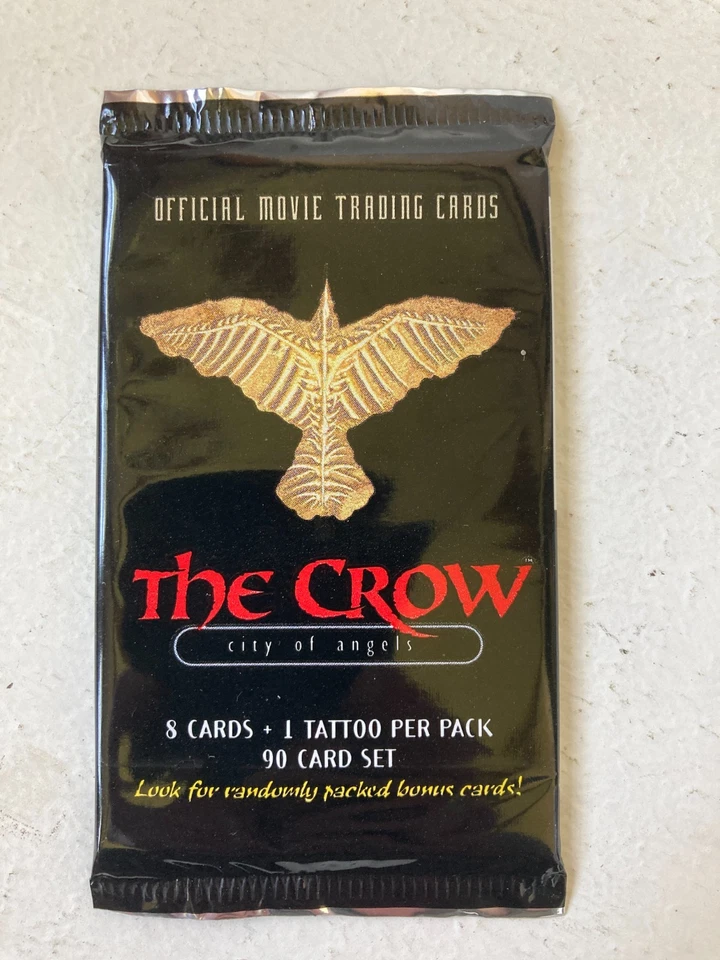 OFFICIAL MOVIE TRADING CARDS
THE CROW™
city of angels
8 CARDS + 1 TATTOO PER PACK
90 CARD SET
Look for randomly packed bonus cards!